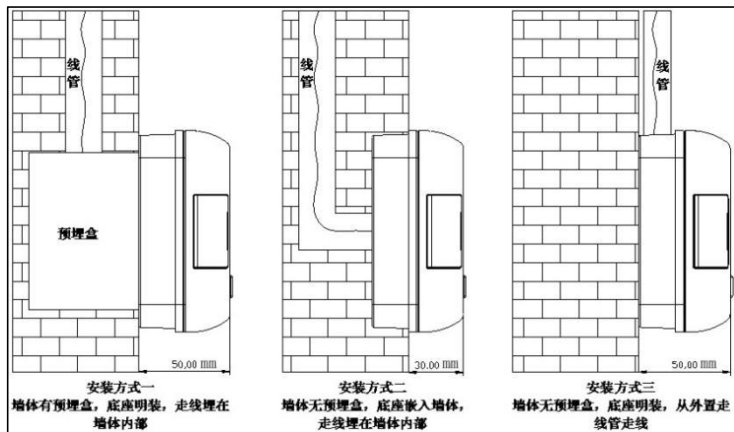 线管
预埋盒
50.00 mm
安装方式一
墙体有预埋盒，底座明装，走线埋在
墙体内部
线管
30.00 mm
安装方式二
墙体无预埋盒，底座嵌入墙体，
走线埋在墙体内部
线管
50.00 mm
安装方式三
墙体无预埋盒，底座明装，从外置走
线管走线